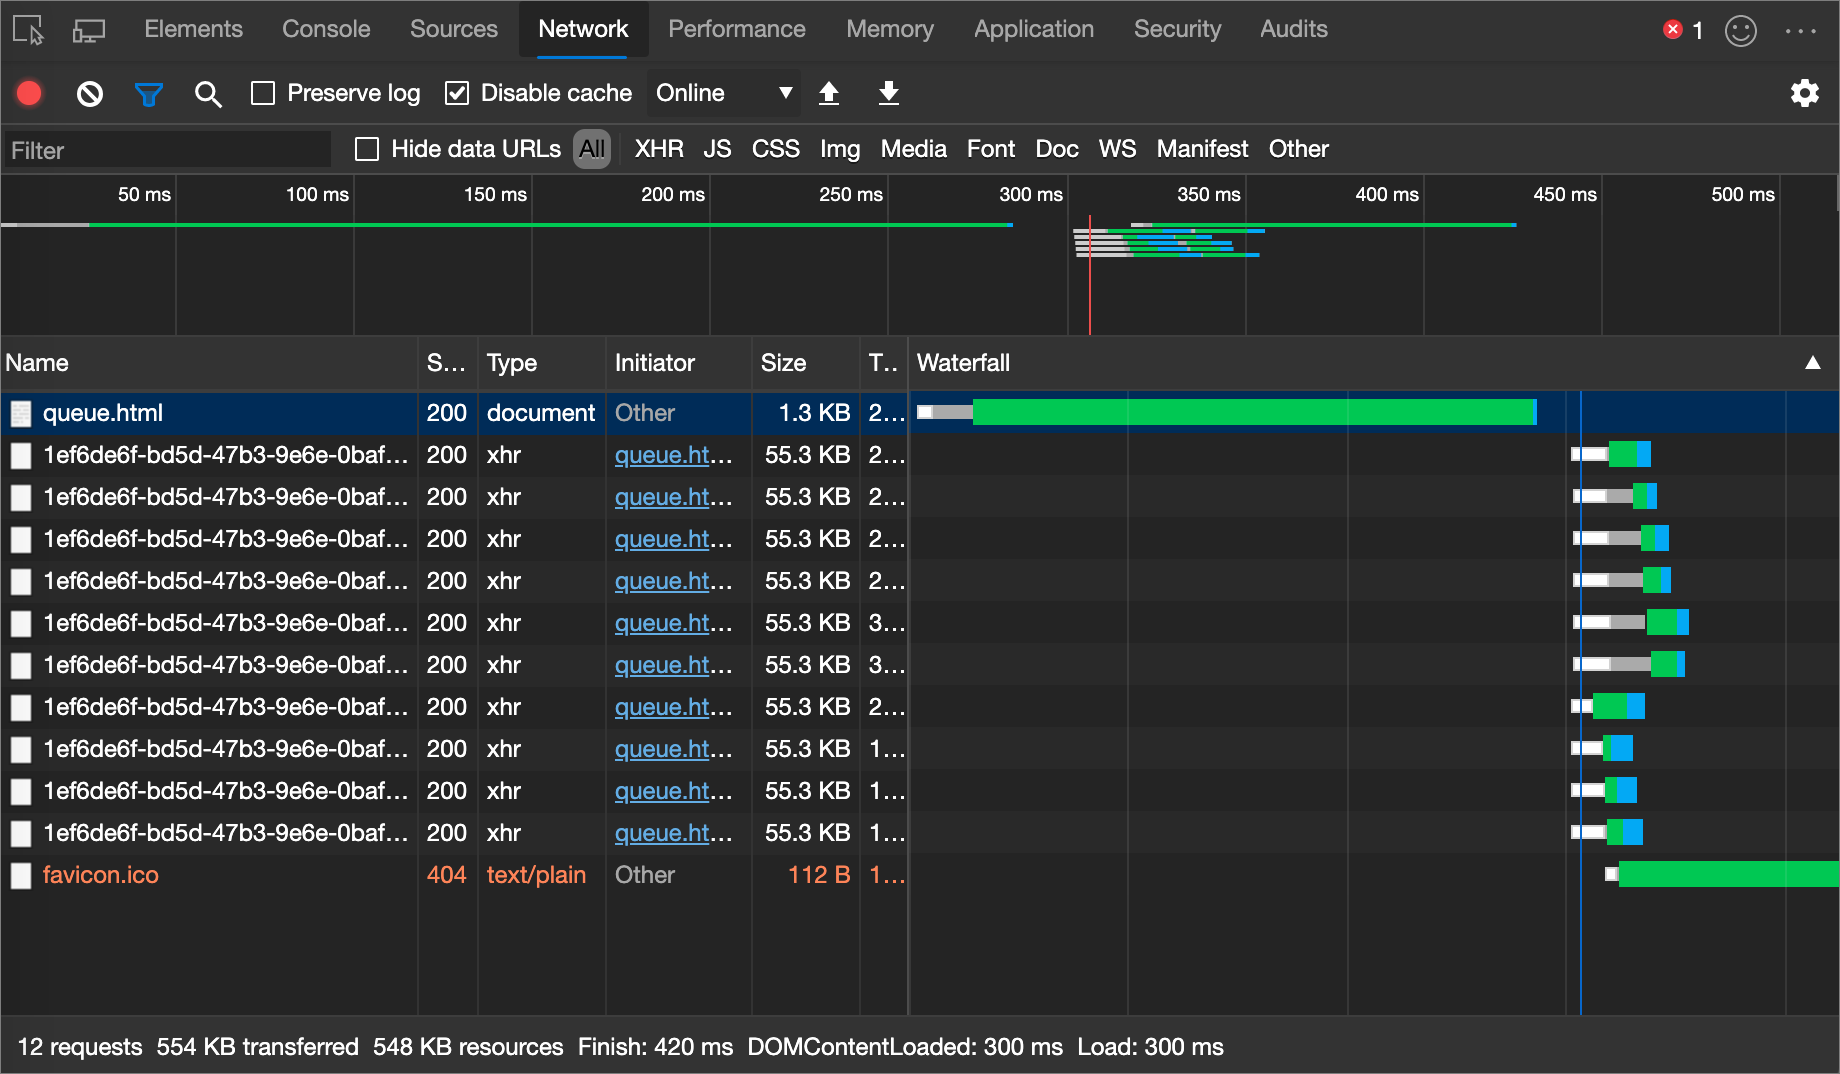 Elements Console Sources Network Performance Memory Application Security Audits 1
Preserve log Disable cache Online
Filter Hide data URLs All XHR JS CSS Img Media Font Doc WS Manifest Other
50 ms 100 ms 150 ms 200 ms 250 ms 300 ms 350 ms 400 ms 450 ms 500 ms
Name S... Type Initiator Size T... Waterfall
queue.html 200 document Other 1.3 KB 2...
1ef6de6f-bd5d-47b3-9e6e-0baf... 200 xhr queue.ht... 55.3 KB 2...
1ef6de6f-bd5d-47b3-9e6e-0baf... 200 xhr queue.ht... 55.3 KB 2...
1ef6de6f-bd5d-47b3-9e6e-0baf... 200 xhr queue.ht... 55.3 KB 2...
1ef6de6f-bd5d-47b3-9e6e-0baf... 200 xhr queue.ht... 55.3 KB 2...
1ef6de6f-bd5d-47b3-9e6e-0baf... 200 xhr queue.ht... 55.3 KB 3...
1ef6de6f-bd5d-47b3-9e6e-0baf... 200 xhr queue.ht... 55.3 KB 3...
1ef6de6f-bd5d-47b3-9e6e-0baf... 200 xhr queue.ht... 55.3 KB 2...
1ef6de6f-bd5d-47b3-9e6e-0baf... 200 xhr queue.ht... 55.3 KB 1...
1ef6de6f-bd5d-47b3-9e6e-0baf... 200 xhr queue.ht... 55.3 KB 1...
1ef6de6f-bd5d-47b3-9e6e-0baf... 200 xhr queue.ht... 55.3 KB 1...
favicon.ico 404 text/plain Other 112 B 1...
12 requests 554 KB transferred 548 KB resources Finish: 420 ms DOMContentLoaded: 300 ms Load: 300 ms